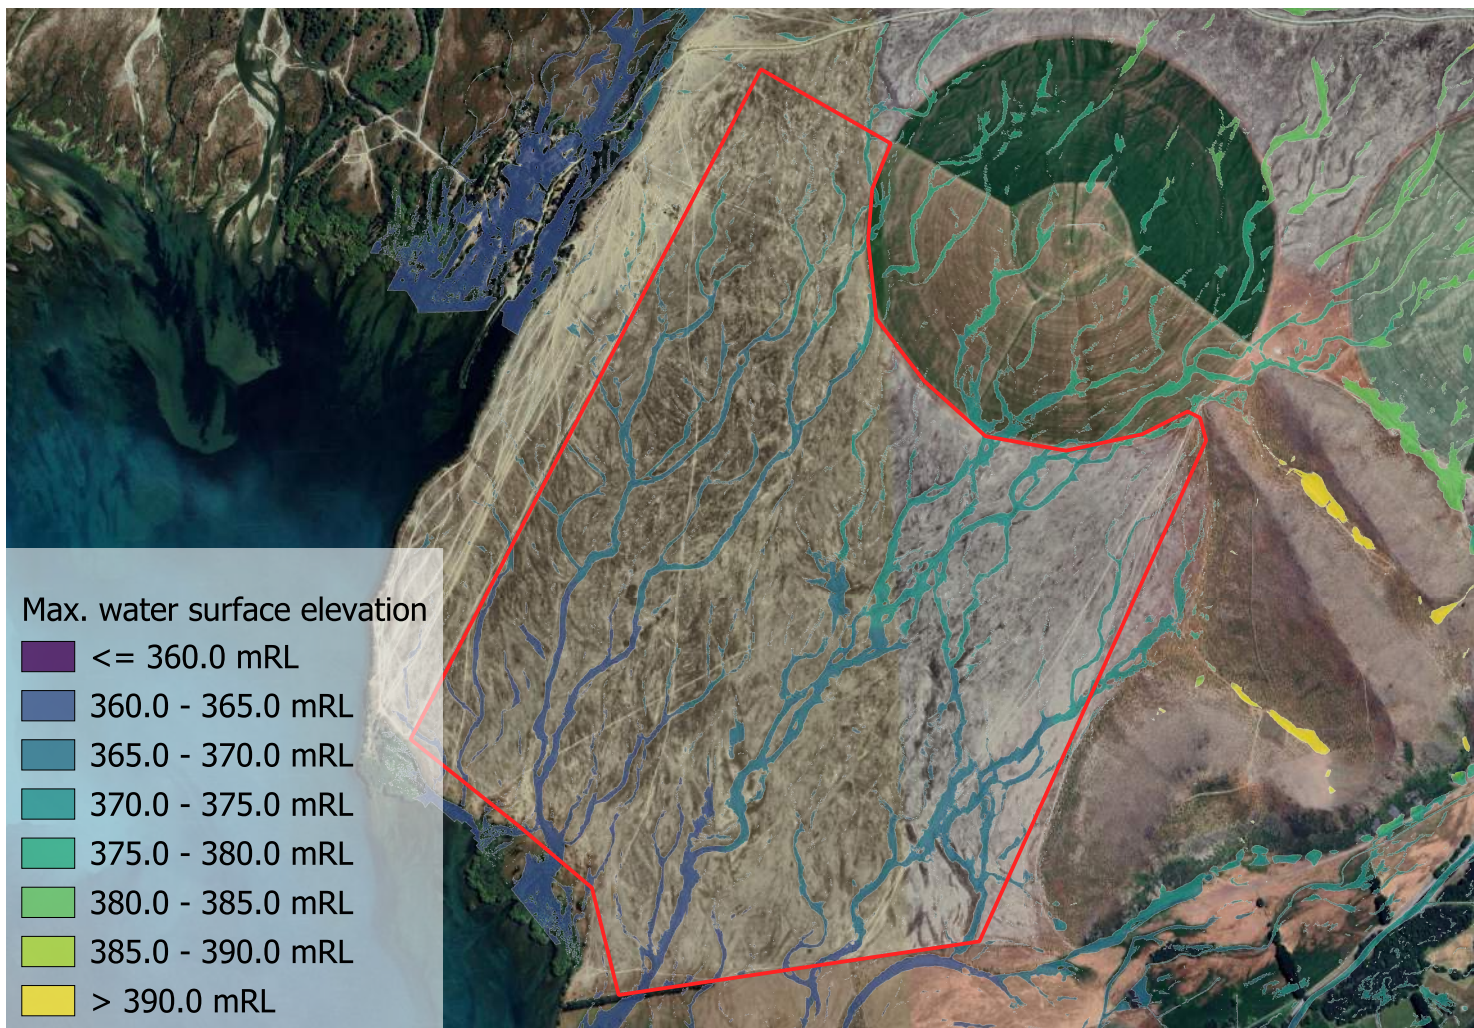 Max. water surface elevation
<= 360.0 mRL
360.0 - 365.0 mRL
365.0 - 370.0 mRL
370.0 - 375.0 mRL
375.0 - 380.0 mRL
380.0 - 385.0 mRL
385.0 - 390.0 mRL
> 390.0 mRL